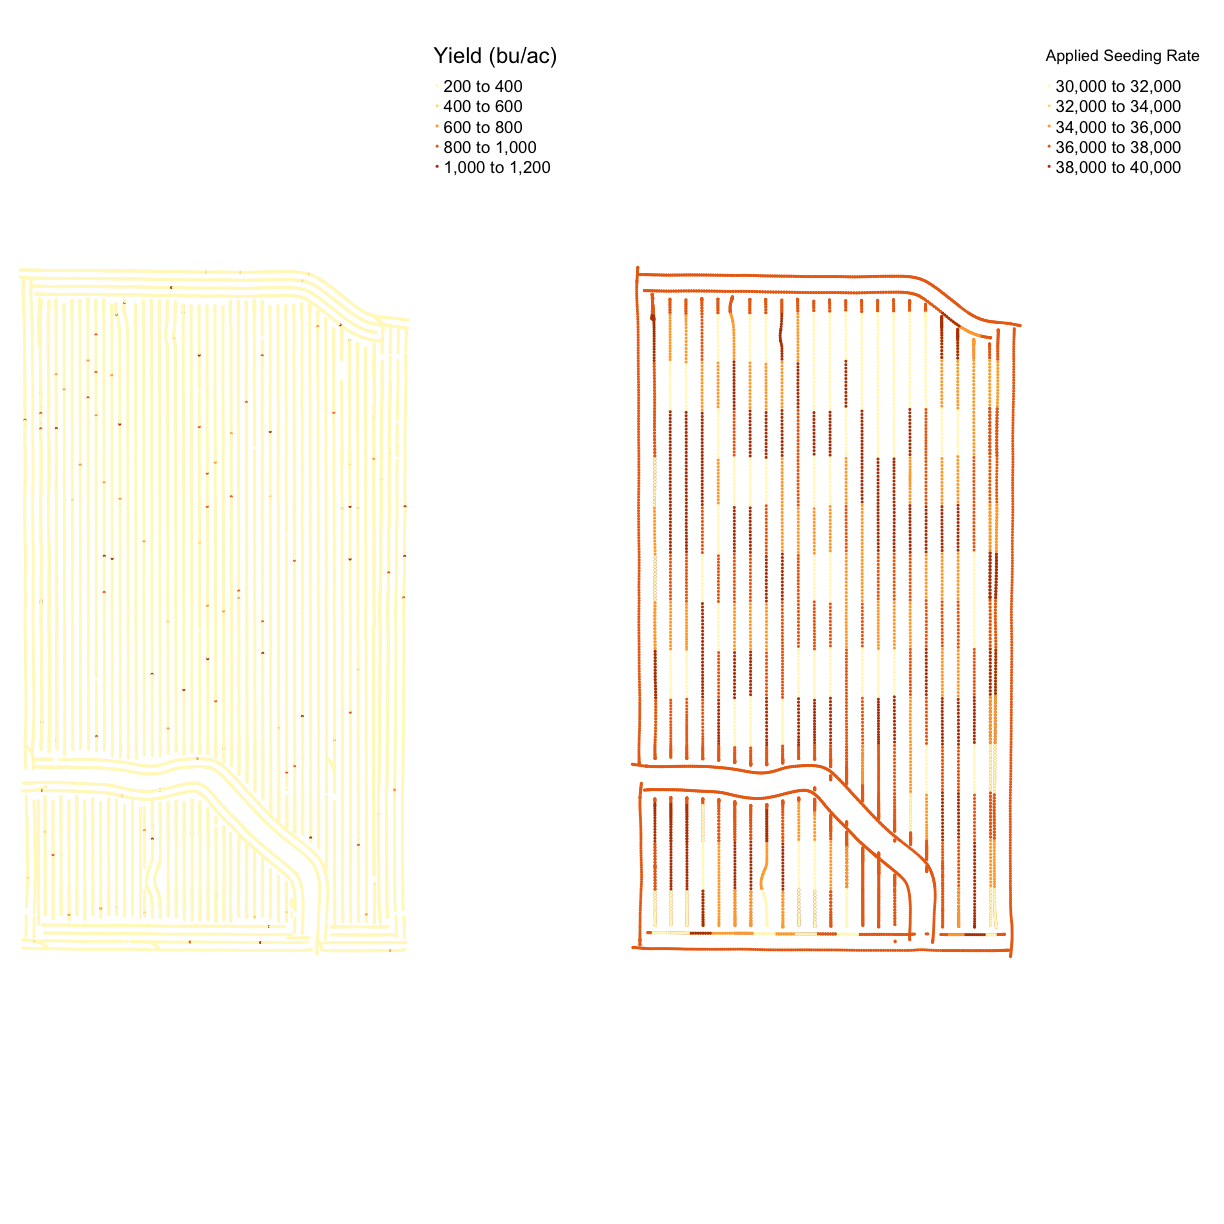 Yield (bu/ac)
200 to 400
400 to 600
600 to 800
800 to 1,000
1,000 to 1,200
Applied Seeding Rate
30,000 to 32,000
32,000 to 34,000
34,000 to 36,000
36,000 to 38,000
38,000 to 40,000